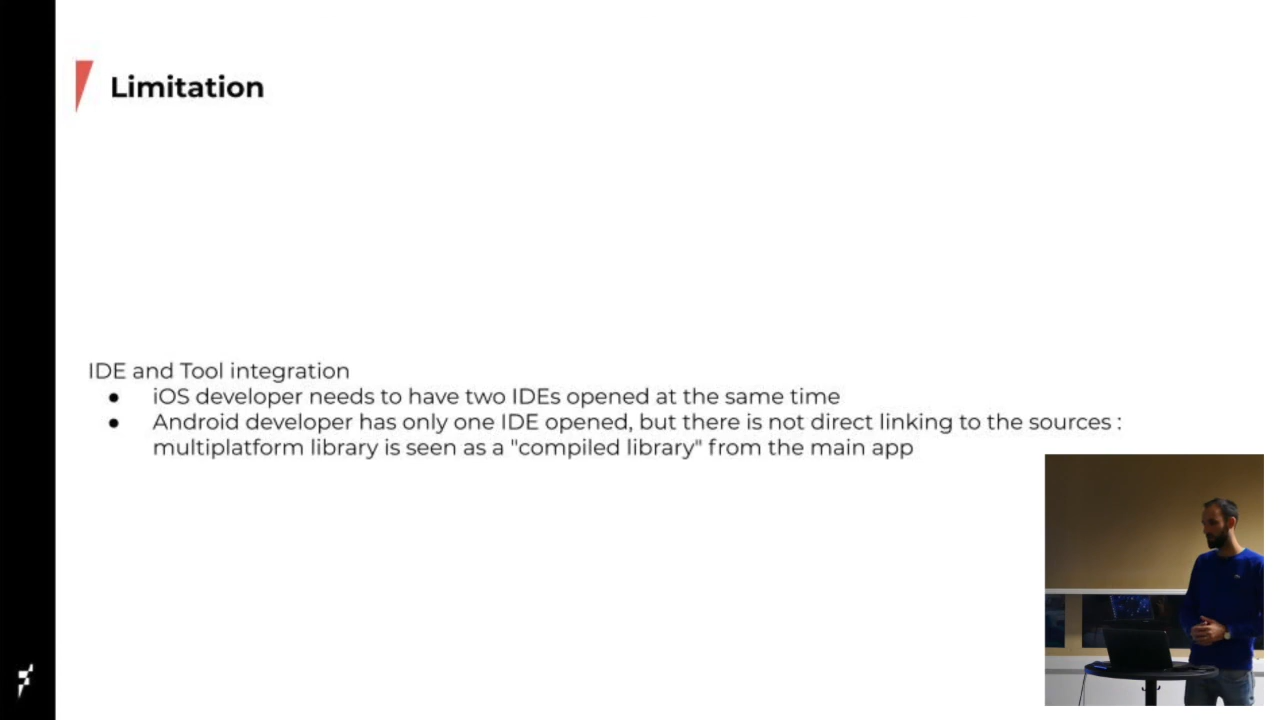 Limitation
IDE and Tool integration
● iOS developer needs to have two IDEs opened at the same time
● Android developer has only one IDE opened, but there is not direct linking to the sources :
multiplatform library is seen as a "compiled library" from the main app